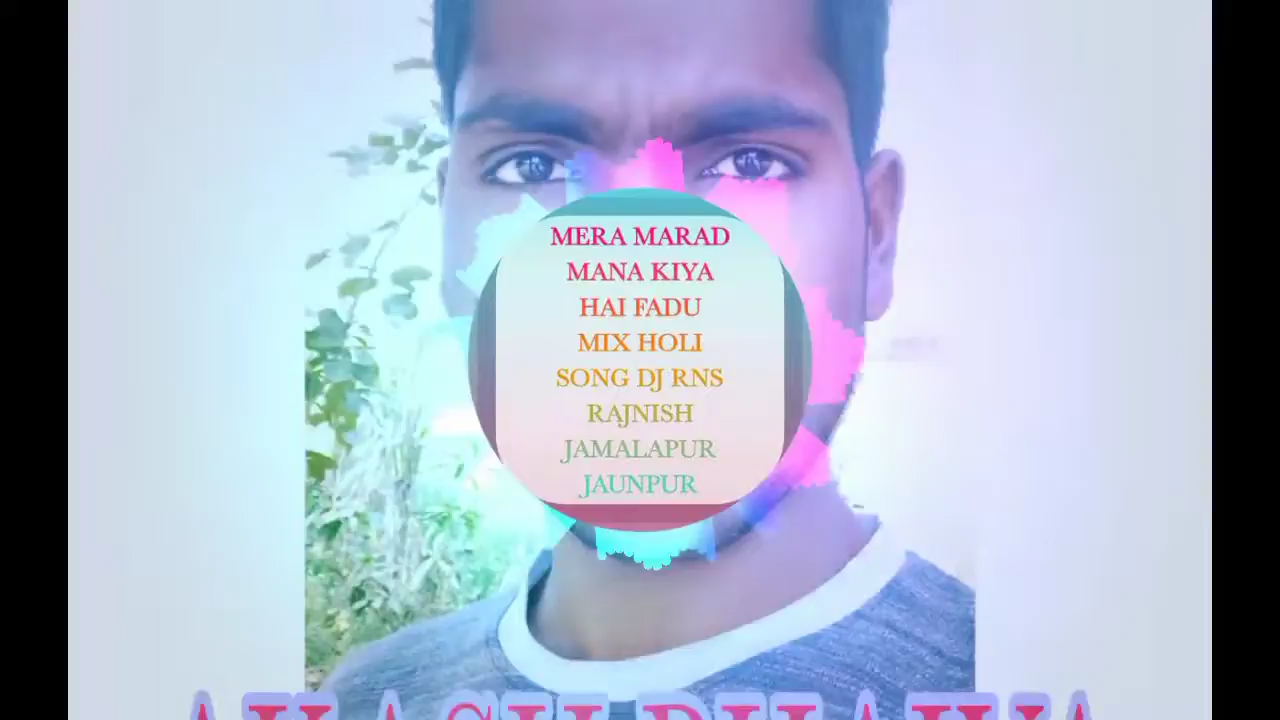 MERA MARAD
MANA KIYA
HAI FADU
MIX HOLI
SONG DJ RNS
RAJNISH
JAMALAPUR
JAUNPUR